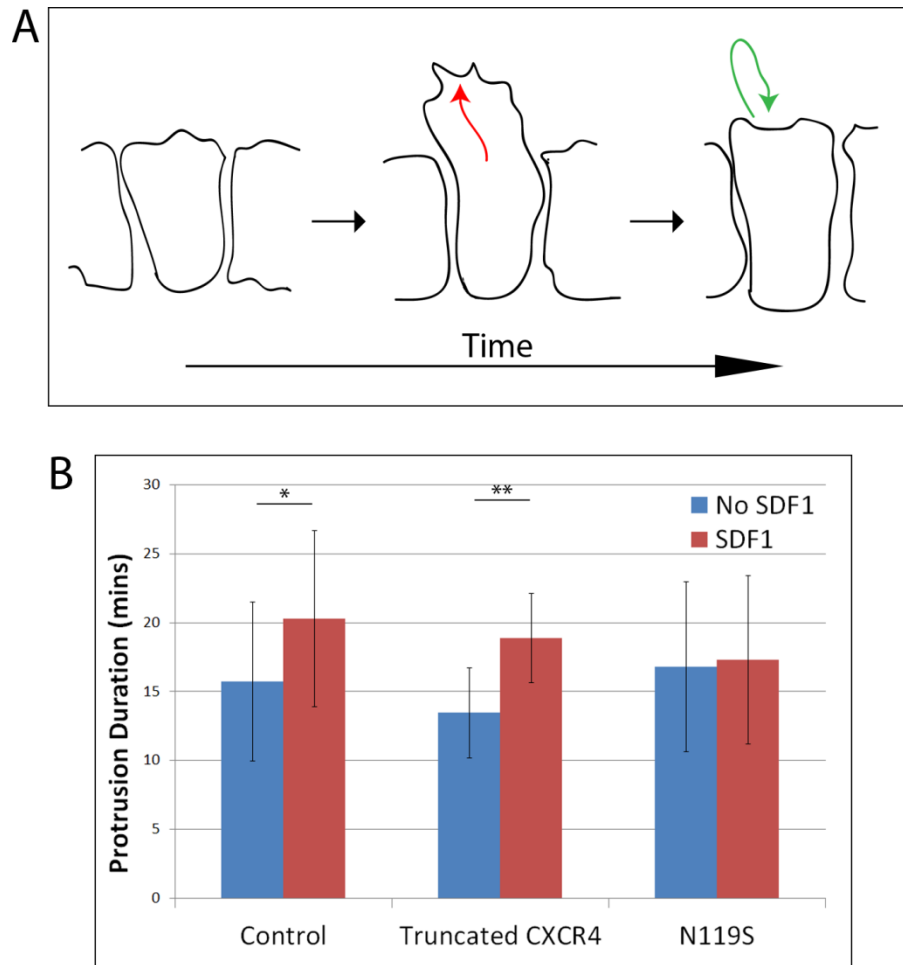 A
Time
B
Protrusion Duration (mins)
30
25
20
15
10
5
0
*
**
No SDF1
SDF1
Control
Truncated CXCR4
N119S